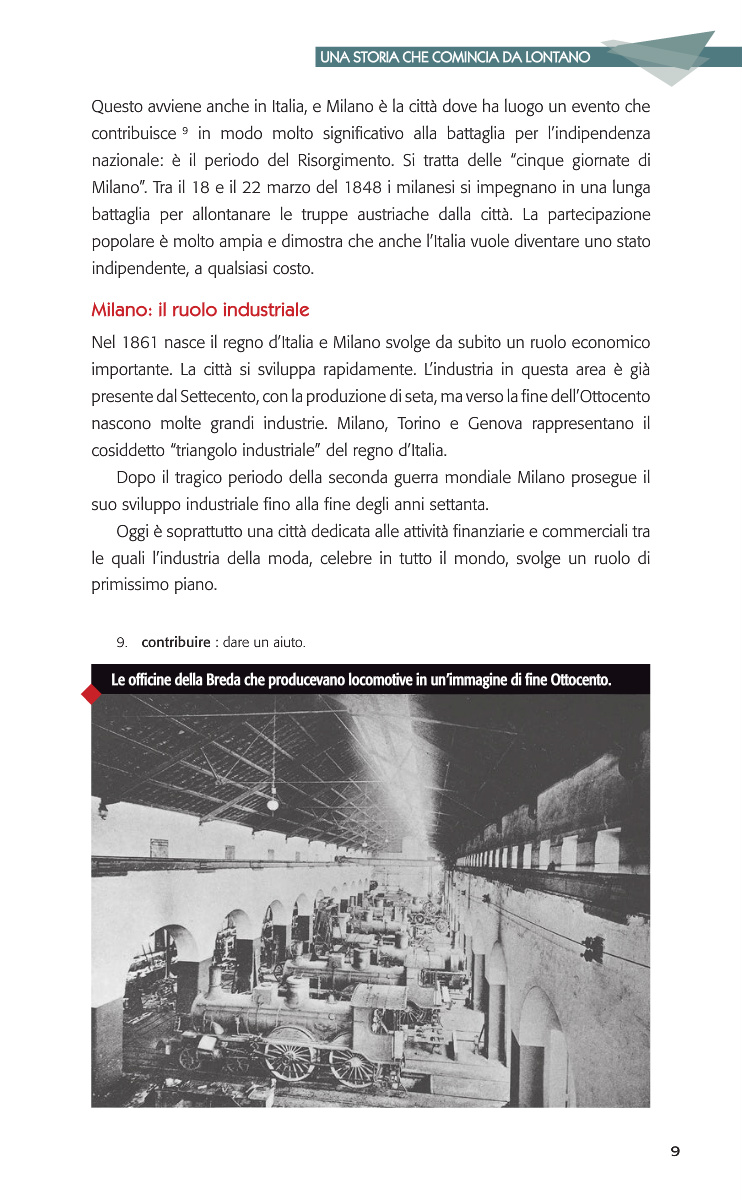 UNA STORIA CHE COMINCIA DA LONTANO
Questo avviene anche in Italia, e Milano è la città dove ha luogo un evento che
contribuisce ⁹ in modo molto significativo alla battaglia per l'indipendenza
nazionale: è il periodo del Risorgimento. Si tratta delle “cinque giornate di
Milano”. Tra il 18 e il 22 marzo del 1848 i milanesi si impegnano in una lunga
battaglia per allontanare le truppe austriache dalla città. La partecipazione
popolare è molto ampia e dimostra che anche l'Italia vuole diventare uno stato
indipendente, a qualsiasi costo.
Milano: il ruolo industriale
Nel 1861 nasce il regno d'Italia e Milano svolge da subito un ruolo economico
importante. La città si sviluppa rapidamente. L'industria in questa area è già
presente dal Settecento, con la produzione di seta, ma verso la fine dell'Ottocento
nascono molte grandi industrie. Milano, Torino e Genova rappresentano il
cosiddetto “triangolo industriale” del regno d'Italia.
Dopo il tragico periodo della seconda guerra mondiale Milano prosegue il
suo sviluppo industriale fino alla fine degli anni settanta.
Oggi è soprattutto una città dedicata alle attività finanziarie e commerciali tra
le quali l'industria della moda, celebre in tutto il mondo, svolge un ruolo di
primissimo piano.
9. contribuire : dare un aiuto.
Le officine della Breda che producevano locomotive in un'immagine di fine Ottocento.
9